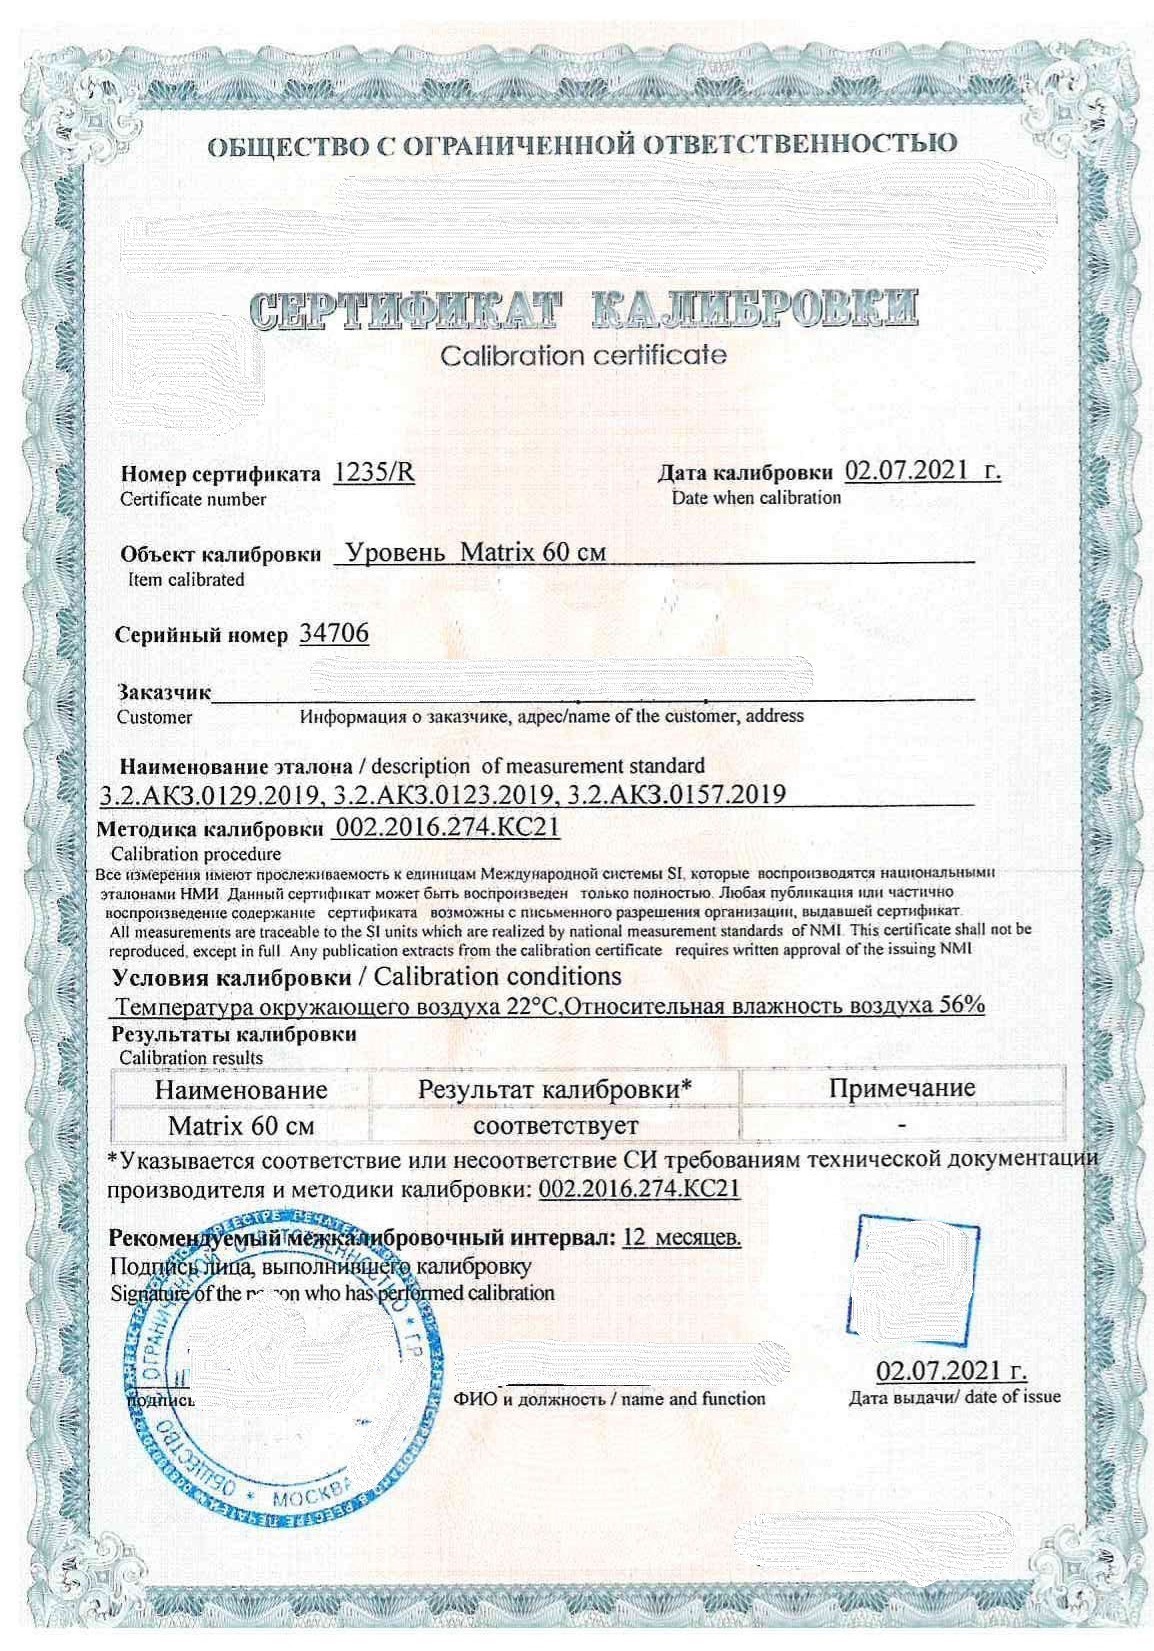 ОБЩЕСТВО С ОГРАНИЧЕННОЙ ОТВЕТСТВЕННОСТЬЮ
СЕРТИФИКАТ КАЛИБРОВКИ
Calibration certificate
Номер сертификата 1235/R Дата калибровки 02.07.2021 г.
Certificate number Date when calibration
Объект калибровки Уровень Matrix 60 см
Item calibrated
Серийный номер 34706
Заказчик
Customer Информация о заказчике, адрес/name of the customer, address
Наименование эталона / description of measurement standard
3.2.АКЗ.0129.2019, 3.2.АКЗ.0123.2019, 3.2.АКЗ.0157.2019
Методика калибровки 002.2016.274.КС21
Calibration procedure
Все измерения имеют прослеживаемость к единицам Международной системы SI, которые воспроизводятся национальными
эталонами НМИ. Данный сертификат может быть воспроизведен только полностью. Любая публикация или частично
воспроизведение содержание сертификата возможны с письменного разрешения организации, выдавшей сертификат.
All measurements are traceable to the SI units which are realized by national measurement standards of NMI. This certificate shall not be
reproduced, except in full. Any publication extracts from the calibration certificate requires written approval of the issuing NMI
Условия калибровки / Calibration conditions
Температура окружающего воздуха 22°С,Относительная влажность воздуха 56%
Результаты калибровки
Calibration results
Наименование Результат калибровки* Примечание
Matrix 60 см соответствует -
*Указывается соответствие или несоответствие СИ требованиям технической документации
производителя и методики калибровки: 002.2016.274.КС21
Рекомендуемый межкалибровочный интервал: 12 месяцев.
Подпись лица, выполнившего калибровку
Signature of the person who has performed calibration
02.07.2021 г.
подпись ФИО и должность / name and function Дата выдачи/ date of issue
ОБЩЕСТВО ОГРАНИЧЕННОЙ ОТВЕТСТВЕННОСТЬЮ * ГР
* МОСКВА